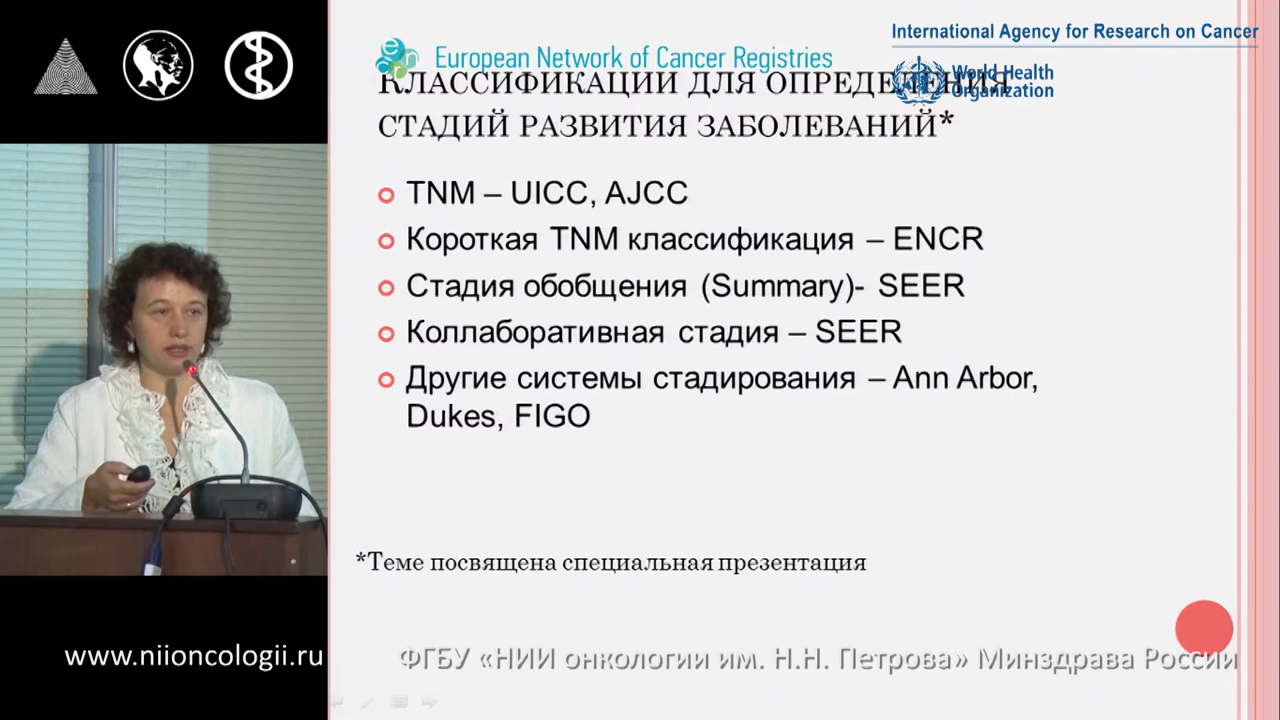 International Agency for Research on Cancer
European Network of Cancer Registries
World Health
Organization
КЛАССИФИКАЦИИ ДЛЯ ОПРЕДЕЛЕНИЯ
СТАДИЙ РАЗВИТИЯ ЗАБОЛЕВАНИЙ*
TNM – UICC, AJCC
Короткая TNM классификация – ENCR
Стадия обобщения (Summary)- SEER
Коллаборативная стадия – SEER
Другие системы стадирования – Ann Arbor,
Dukes, FIGO
*Теме посвящена специальная презентация
www.niioncologii.ru
ФГБУ «НИИ онкологии им. Н.Н. Петрова» Минздрава России